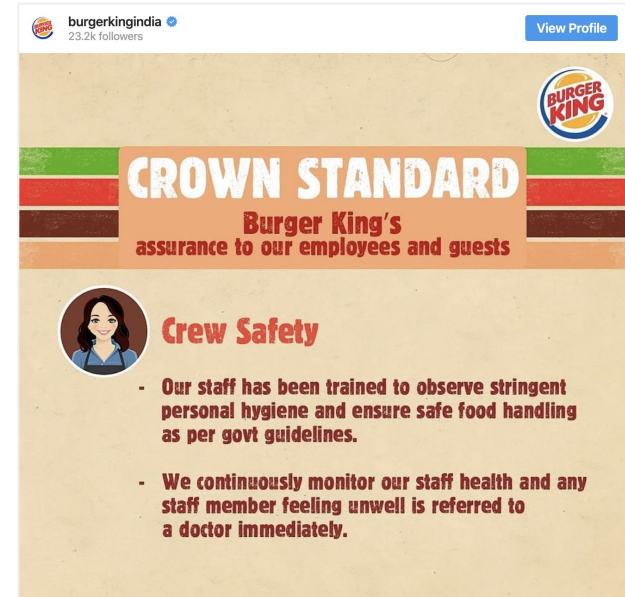 burgerkingindia
23.2k followers
View Profile
BURGER
KING
BURGER
KING
CROWN STANDARD
Burger King's
assurance to our employees and guests
Crew Safety
- Our staff has been trained to observe stringent
personal hygiene and ensure safe food handling
as per govt guidelines.
- We continuously monitor our staff health and any
staff member feeling unwell is referred to
a doctor immediately.